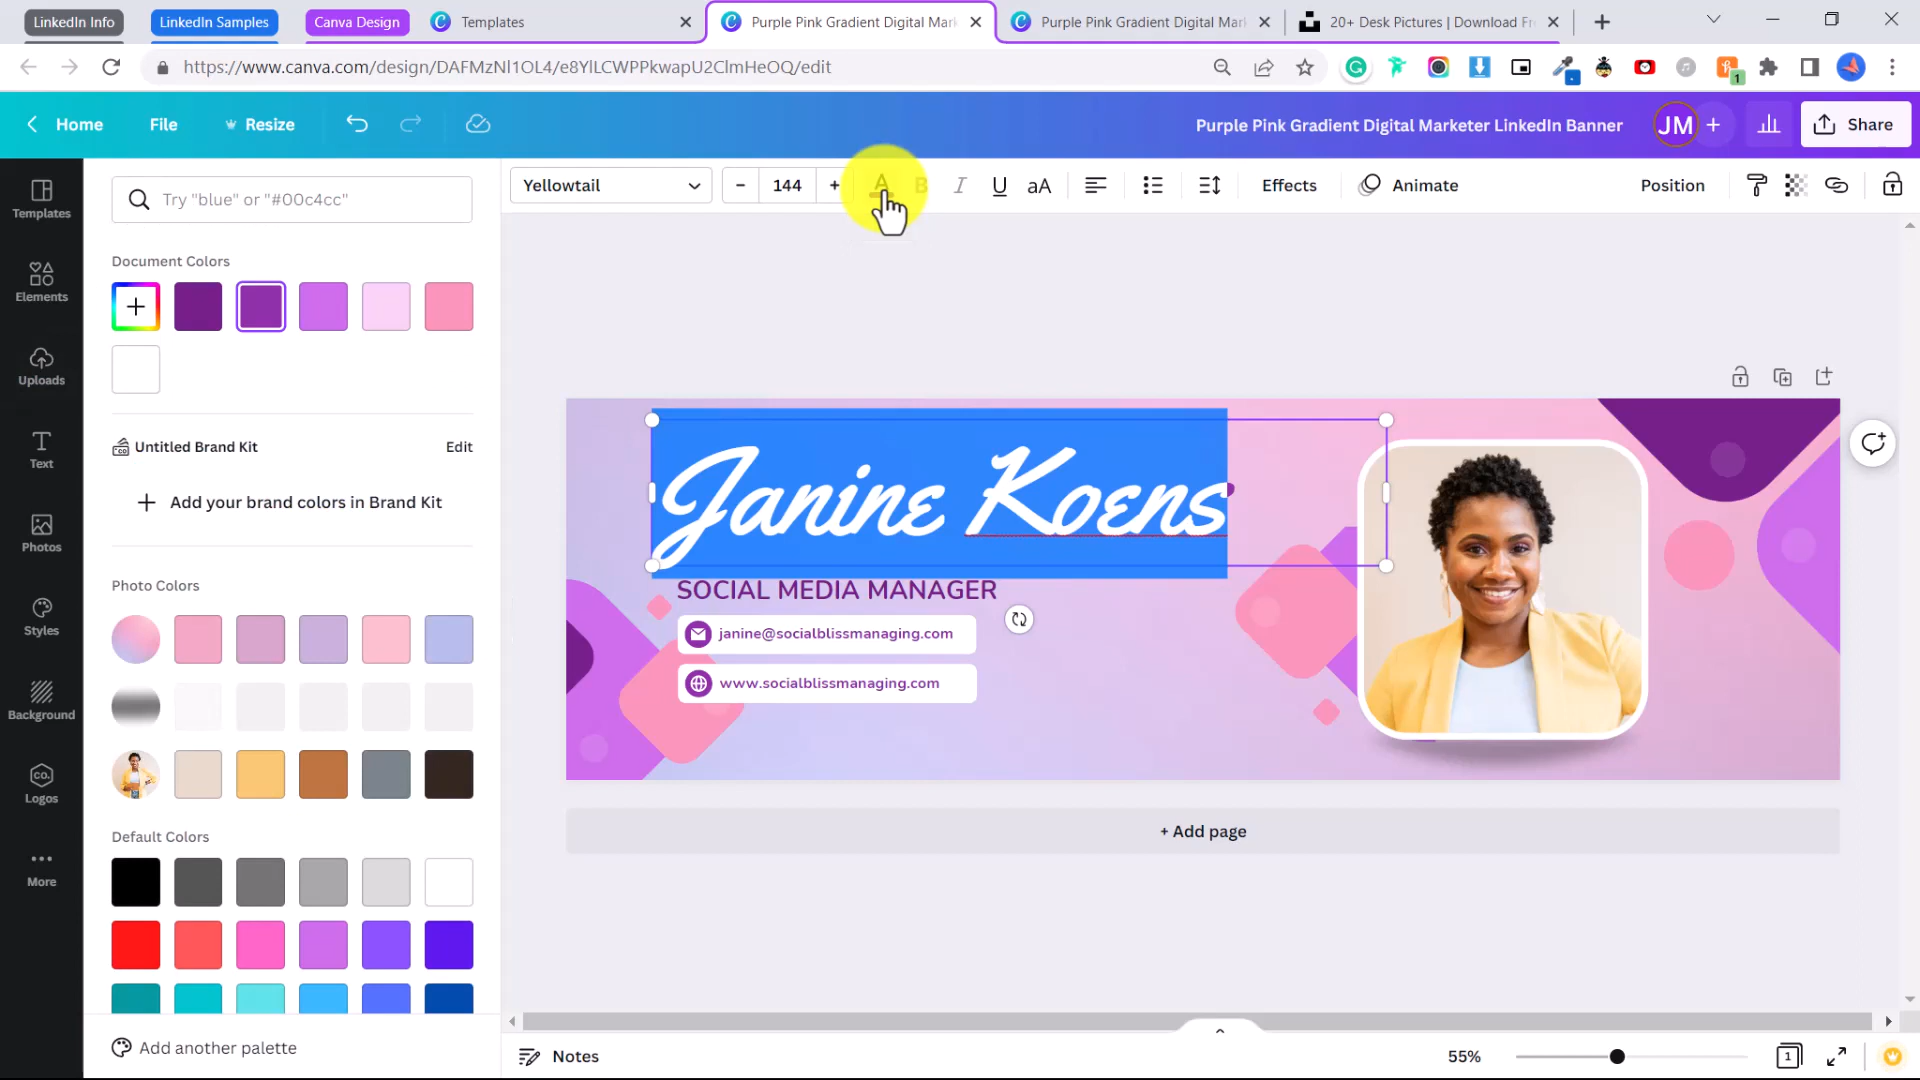 LinkedIn Info
LinkedIn Samples
Canva Design
Templates
Purple Pink Gradient Digital Mark
Purple Pink Gradient Digital Mark
20+ Desk Pictures | Download Fr
https://www.canva.com/design/DAFMzNl1OL4/e8YlLCWPPkwapU2ClmHeOQ/edit
1
Home
File
Resize
Purple Pink Gradient Digital Marketer LinkedIn Banner
JM
Share
Templates
Elements
Uploads
Text
Photos
Styles
Background
CO.
Logos
More
Try "blue" or "#00c4cc"
Document Colors
Untitled Brand Kit
Edit
Add your brand colors in Brand Kit
Photo Colors
Default Colors
Add another palette
Yellowtail
144
A
B
I
U
aA
Effects
Animate
Position
Janine Koens
SOCIAL MEDIA MANAGER
janine@socialblissmanaging.com
www.socialblissmanaging.com
+ Add page
Notes
55%
1